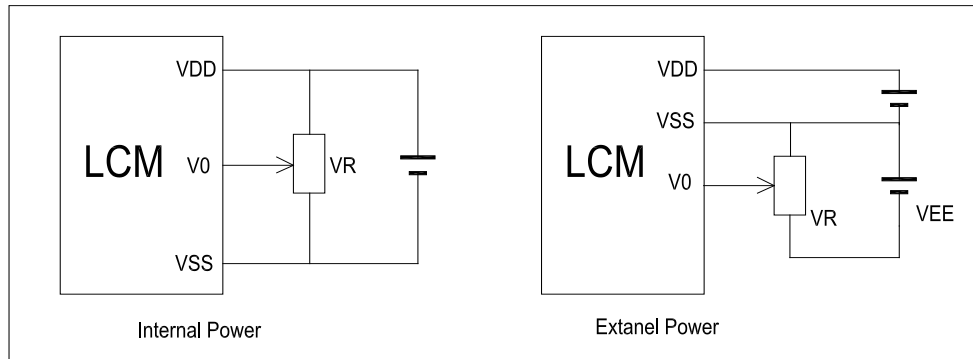 VDD
LCM
V0
VR
VSS
Internal Power
VDD
VSS
LCM
V0
VR
VEE
Extanel Power